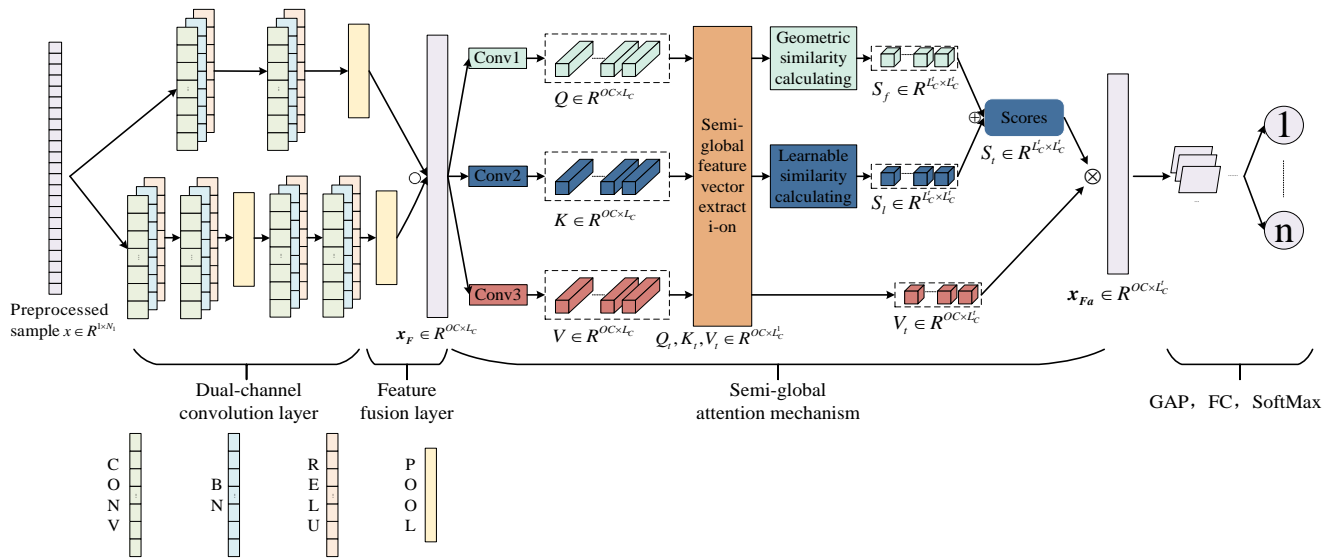 Preprocessed
sample x ∈ R^{1×N_1}
x_F ∈ R^{OC×L_C}
Conv1
Conv2
Conv3
Q ∈ R^{OC×L_C}
K ∈ R^{OC×L_C}
V ∈ R^{OC×L_C}
Semi-
global
feature
vector
extract
i-on
Q_t, K_t, V_t ∈ R^{OC×L_C^t}
Geometric
similarity
calculating
Learnable
similarity
calculating
S_f ∈ R^{L_C^t×L_C^t}
S_l ∈ R^{L_C^t×L_C^t}
V_t ∈ R^{OC×L_C^t}
⊕
Scores
S_t ∈ R^{L_C^t×L_C^t}
⊗
x_{Fa} ∈ R^{OC×L_C^t}
1
n
Dual-channel
convolution layer
Feature
fusion layer
Semi-global
attention mechanism
GAP，FC，SoftMax
C
O
N
V
B
N
R
E
L
U
P
O
O
L